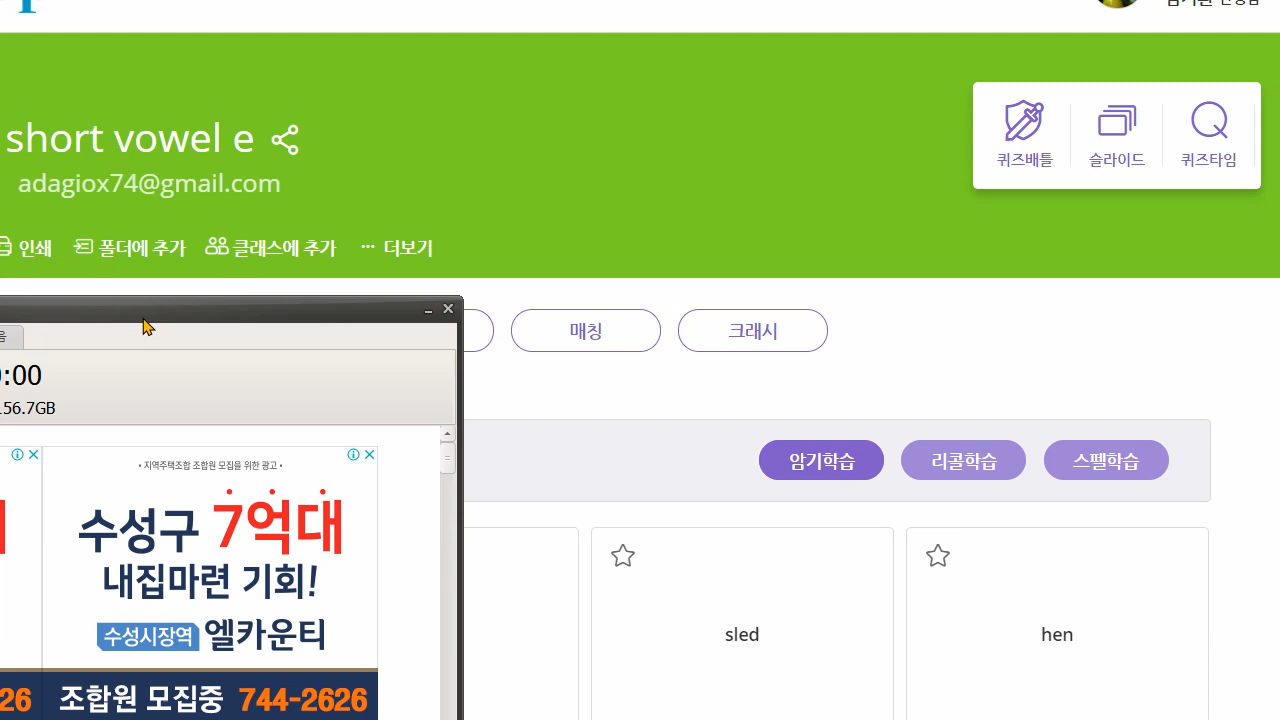 short vowel e
adagiox74@gmail.com
퀴즈배틀
슬라이드
퀴즈타임
인쇄
폴더에 추가
클래스에 추가
더보기
매칭
크래시
:00
56.7GB
암기학습
리콜학습
스펠학습
• 지역주택조합 조합원 모집을 위한 광고 •
수성구 7억대
내집마련 기회!
수성시장역 엘카운티
26
조합원 모집중 744-2626
sled
hen